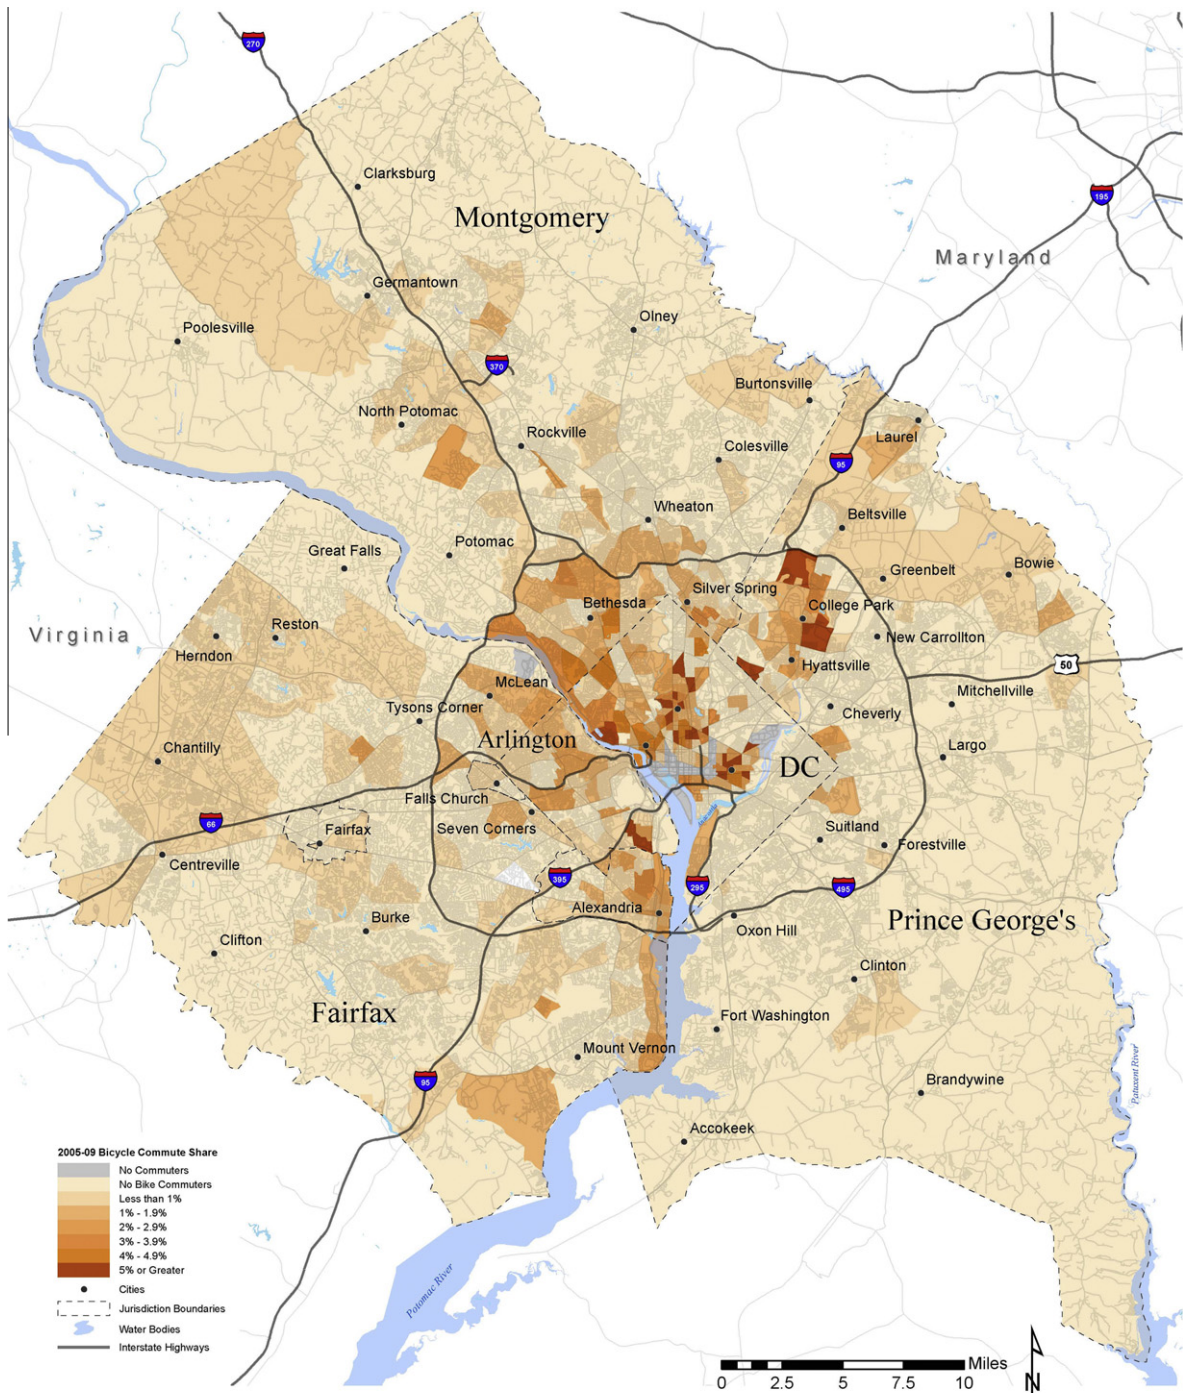 270
Clarksburg
Montgomery
195
Maryland
Germantown
Poolesville
Olney
370
Burtonsville
North Potomac
Rockville
Laurel
Colesville
95
Wheaton
Beltsville
Great Falls
Potomac
Greenbelt
Bowie
Silver Spring
Bethesda
College Park
Virginia
Reston
Herndon
New Carrollton
Hyattsville
50
McLean
Mitchellville
Tysons Corner
Cheverly
Arlington
Chantilly
Largo
DC
Falls Church
66
Fairfax
Seven Corners
Suitland
Forestville
Centreville
395
295
495
Alexandria
Burke
Oxon Hill
Prince George's
Clifton
Clinton
Fairfax
Fort Washington
Mount Vernon
95
Brandywine
Patuxent River
Accokeek
2005-09 Bicycle Commute Share
No Commuters
No Bike Commuters
Less than 1%
1% - 1.9%
2% - 2.9%
3% - 3.9%
4% - 4.9%
5% or Greater
Cities
Jurisdiction Boundaries
Water Bodies
Interstate Highways
Potomac River
Miles
0 2.5 5 10
N